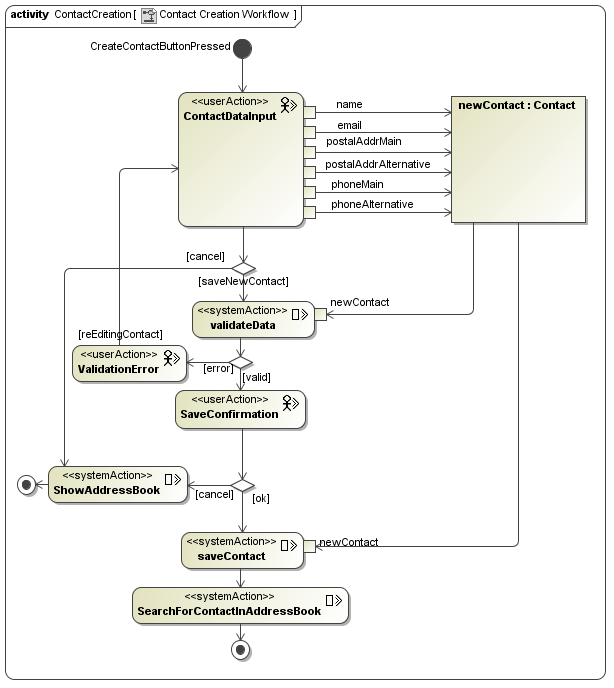 activity ContactCreation [ Contact Creation Workflow ]
CreateContactButtonPressed
<<userAction>>
ContactDataInput
name
email
postalAddrMain
postalAddrAlternative
phoneMain
phoneAlternative
newContact : Contact
[cancel]
[saveNewContact]
<<systemAction>>
validateData
newContact
[reEditingContact]
<<userAction>>
ValidationError
[error]
[valid]
<<userAction>>
SaveConfirmation
<<systemAction>>
ShowAddressBook
[cancel]
[ok]
<<systemAction>>
saveContact
newContact
<<systemAction>>
SearchForContactInAddressBook